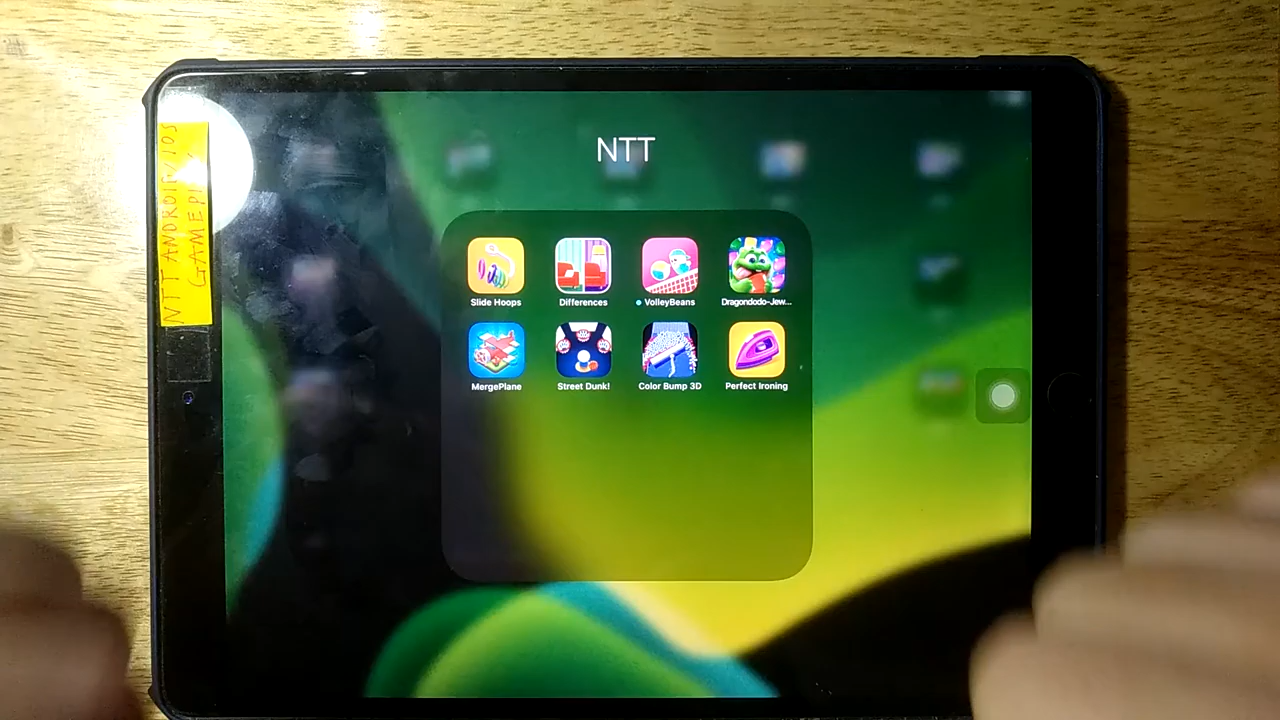 NTT ANDROID/IOS
GAMEPL
NTT
Slide Hoops
Differences
VolleyBeans
Dragondodo-Jew...
MergePlane
Street Dunk!
Color Bump 3D
Perfect Ironing